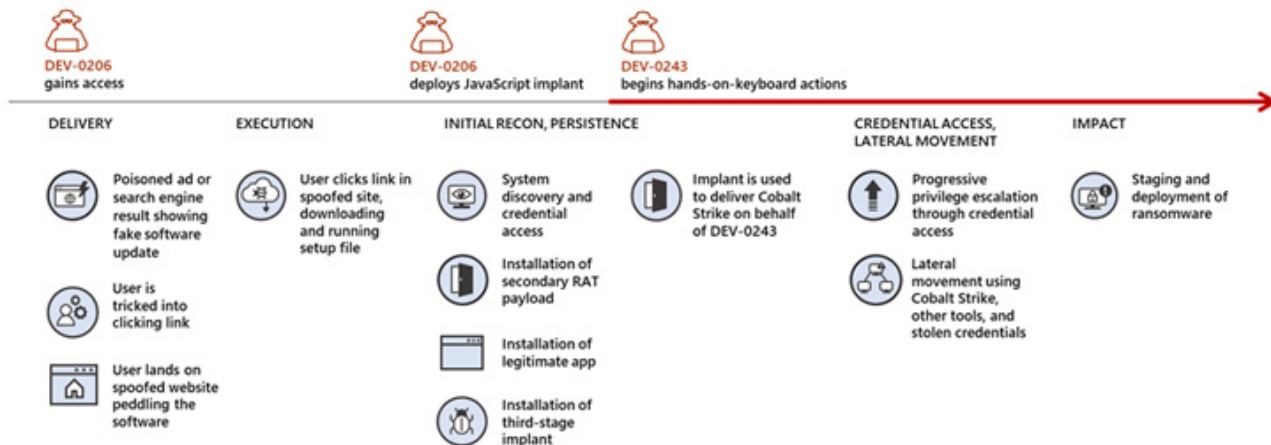 DEV-0206
gains access
DEV-0206
deploys JavaScript implant
DEV-0243
begins hands-on-keyboard actions
DELIVERY
Poisoned ad or
search engine
result showing
fake software
update
User is
tricked into
clicking link
User lands on
spoofed website
peddling the
software
EXECUTION
User clicks link in
spoofed site,
downloading
and running
setup file
INITIAL RECON, PERSISTENCE
System
discovery and
credential
access
Installation of
secondary RAT
payload
Installation of
legitimate app
Installation of
third-stage
implant
Implant is used
to deliver Cobalt
Strike on behalf
of DEV-0243
CREDENTIAL ACCESS,
LATERAL MOVEMENT
Progressive
privilege escalation
through credential
access
Lateral
movement using
Cobalt Strike,
other tools, and
stolen credentials
IMPACT
Staging and
deployment of
ransomware